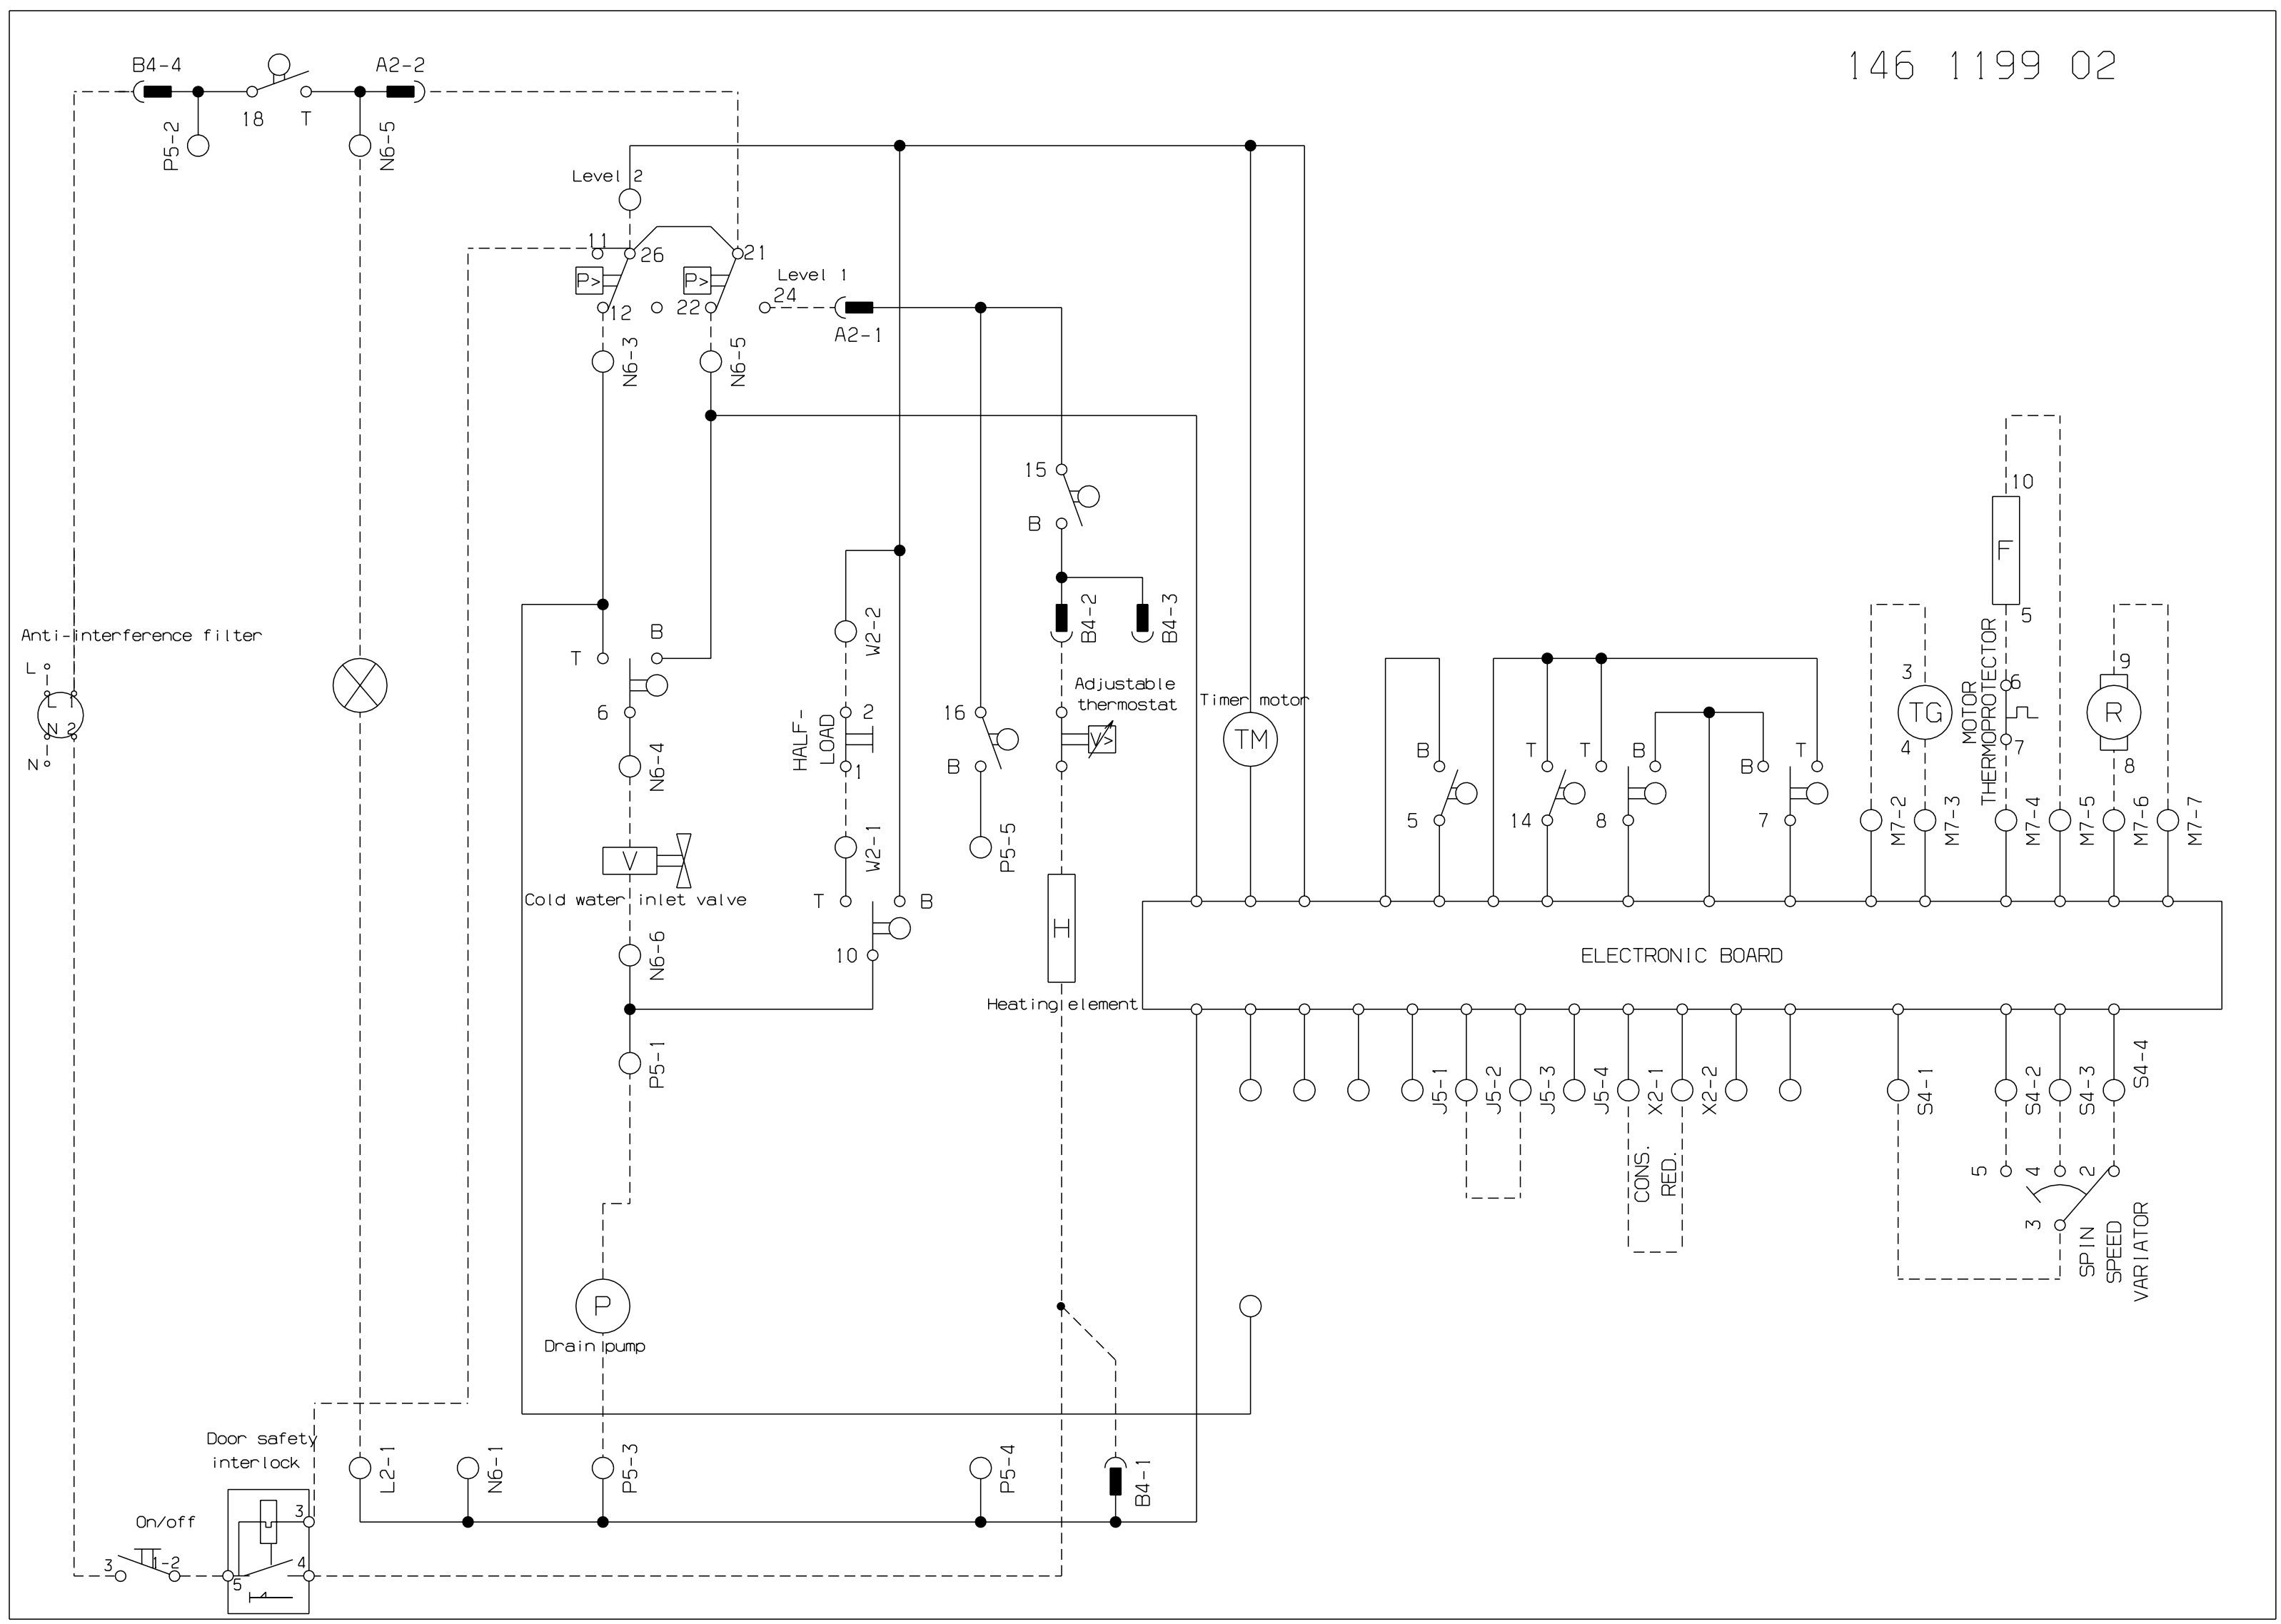 146 1199 02
B4-4
A2-2
18
T
P5-2
N6-5
Level 2
11
26
21
P>
P>
Level 1
24
12
22
A2-1
N6-3
N6-5
15
B
10
F
5
Anti-interference filter
L
L 1
N 2
N
T
B
6
N6-4
W2-2
HALF-
LOAD
2
1
16
B
B4-2
B4-3
Adjustable
thermostat
V>
Timer motor
TM
B
T
T
B
B
T
5
14
8
7
3
TG
4
MOTOR
THERMOPROTECTOR
6
7
9
R
8
M7-2
M7-3
M7-4
M7-5
M7-6
M7-7
V
Cold water inlet valve
W2-1
P5-5
T
B
10
H
Heating element
N6-6
ELECTRONIC BOARD
P5-1
J5-1
J5-2
J5-3
J5-4
X2-1
X2-2
S4-1
S4-2
S4-3
S4-4
CONS.
RED.
5
4
2
3
SPIN
SPEED
VARIATOR
P
Drain pump
Door safety
interlock
L2-1
N6-1
P5-3
P5-4
B4-1
On/off
3
1-2
3
4
5